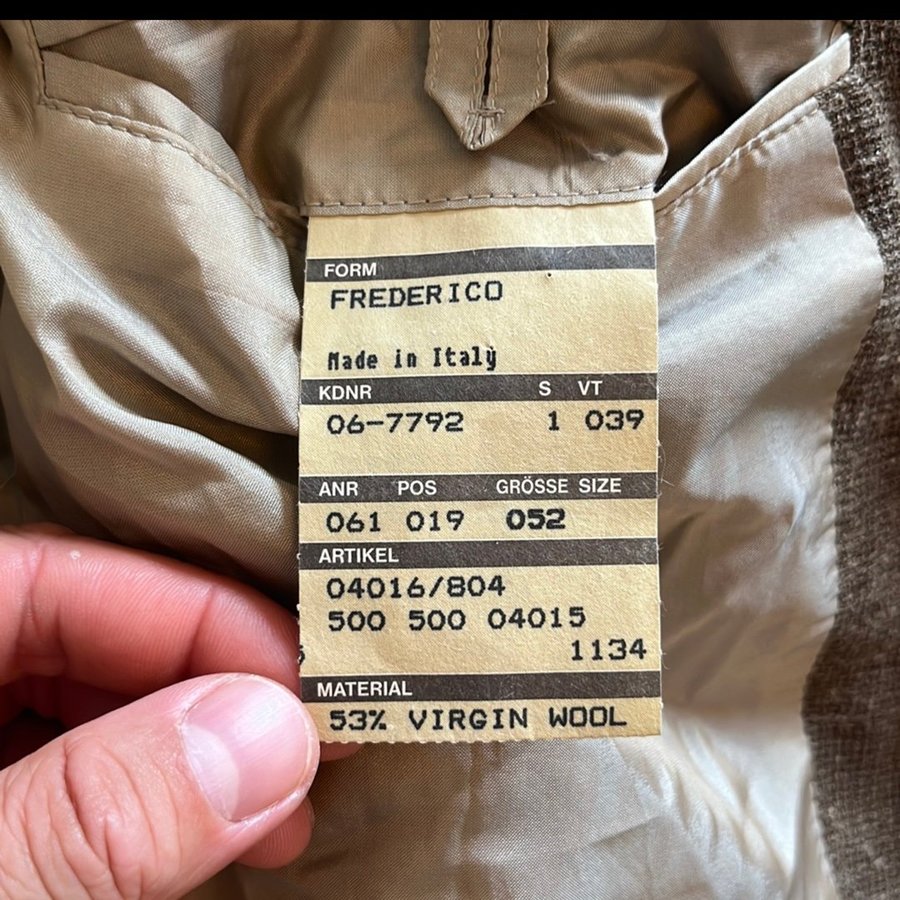 FORM
FREDERICO
Made in Italy
KDNR S VT
06-7792 1 039
ANR POS GRÖSSE SIZE
061 019 052
ARTIKEL
04016/804
500 500 04015
1134
MATERIAL
53% VIRGIN WOOL